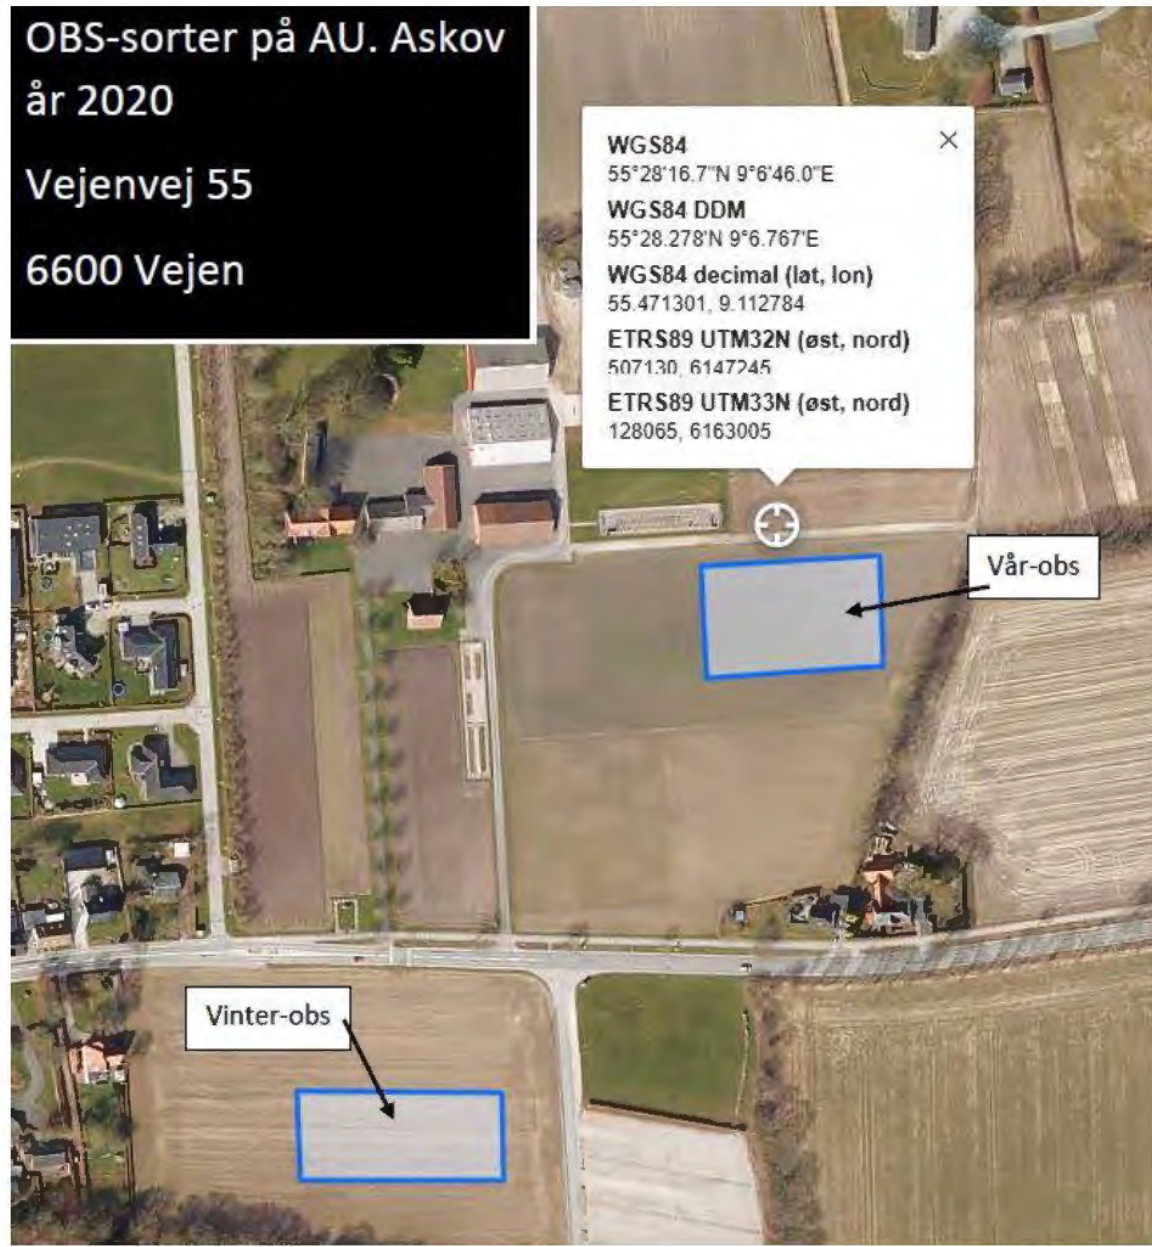 OBS-sorter på AU. Askov
år 2020
Vejenvej 55
6600 Vejen
WGS84
55°28'16.7"N 9°6'46.0"E
WGS84 DDM
55°28.278'N 9°6.767'E
WGS84 decimal (lat, lon)
55.471301, 9.112784
ETRS89 UTM32N (øst, nord)
507130, 6147245
ETRS89 UTM33N (øst, nord)
128065, 6163005
Vår-obs
Vinter-obs